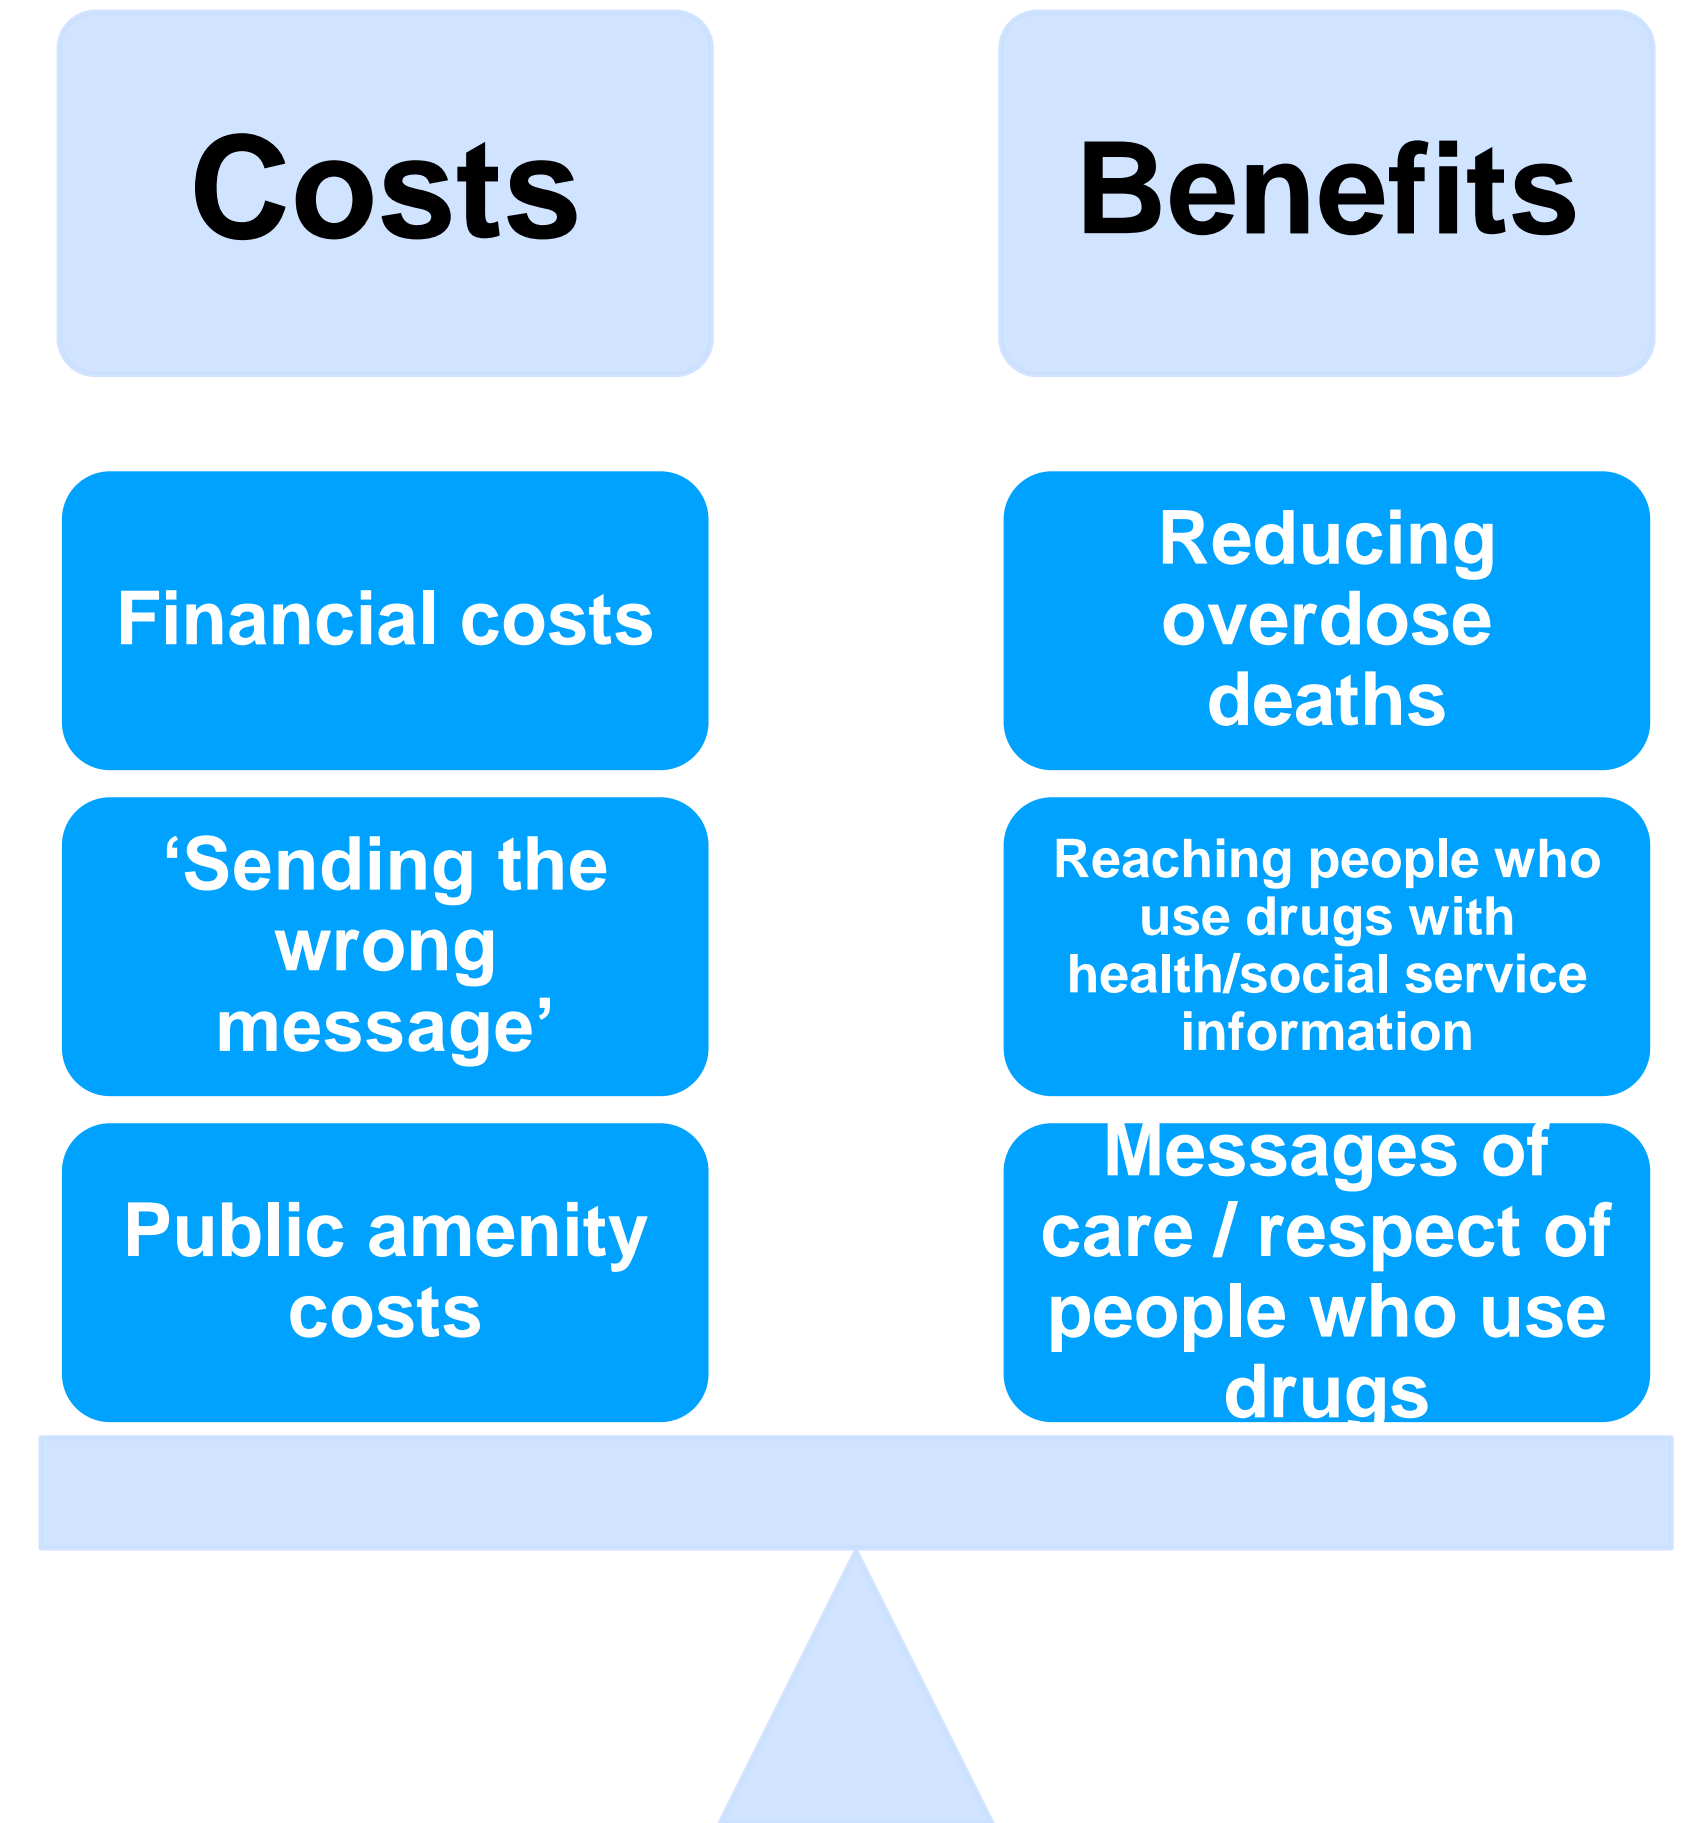 Costs
Benefits
Financial costs
‘Sending the
wrong
message’
Public amenity
costs
Reducing
overdose
deaths
Reaching people who
use drugs with
health/social service
information
Messages of
care / respect of
people who use
drugs